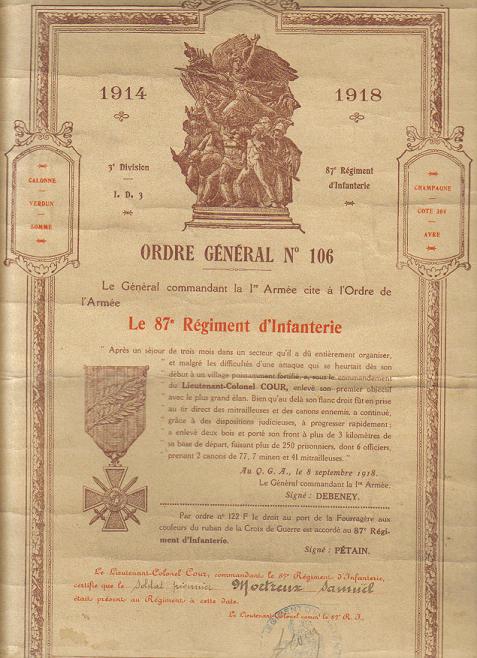 1914
1918
3e Division
I. D. 3
87e Régiment
d'Infanterie
CALONNE
VERDUN
SOMME
CHAMPAGNE
COTE 304
AVRE
ORDRE GÉNÉRAL No 106
Le Général commandant la Ire Armée cite à l'Ordre de
l'Armée
Le 87e Régiment d'Infanterie
" Après un séjour de trois mois dans un secteur qu'il a dû entièrement organiser,
" et malgré les difficultés d'une attaque qui se heurtait dès son
début à un village puissamment fortifié a, sous le commandement
du Lieutenant-Colonel COUR, enlevé son premier objectif
avec le plus grand élan. Bien qu'au delà son flanc droit fût en prise
au tir direct des mitrailleuses et des canons ennemis, a continué,
grâce à des dispositions judicieuses, à progresser rapidement ;
a enlevé deux bois et porté son front à plus de 3 kilomètres de
sa base de départ, faisant plus de 250 prisonniers, dont 6 officiers,
prenant 2 canons de 77, 7 minen et 41 mitrailleuses. "
Au Q. G. A., le 8 septembre 1918.
Le Général commandant la Ire Armée.
Signé : DEBENEY.
Par ordre no 122 F le droit au port de la Fourragère aux
couleurs du ruban de la Croix de Guerre est accordé au 87e Régi-
ment d'Infanterie.
Signé : PÉTAIN.
Le Lieutenant-Colonel Cour, commandant le 87e Régiment d'Infanterie,
certifie que le Soldat pionnier Mortreux Samuël
était présent au Régiment à cette date.
Le Lieutenant-Colonel comm't le 87e R. I.